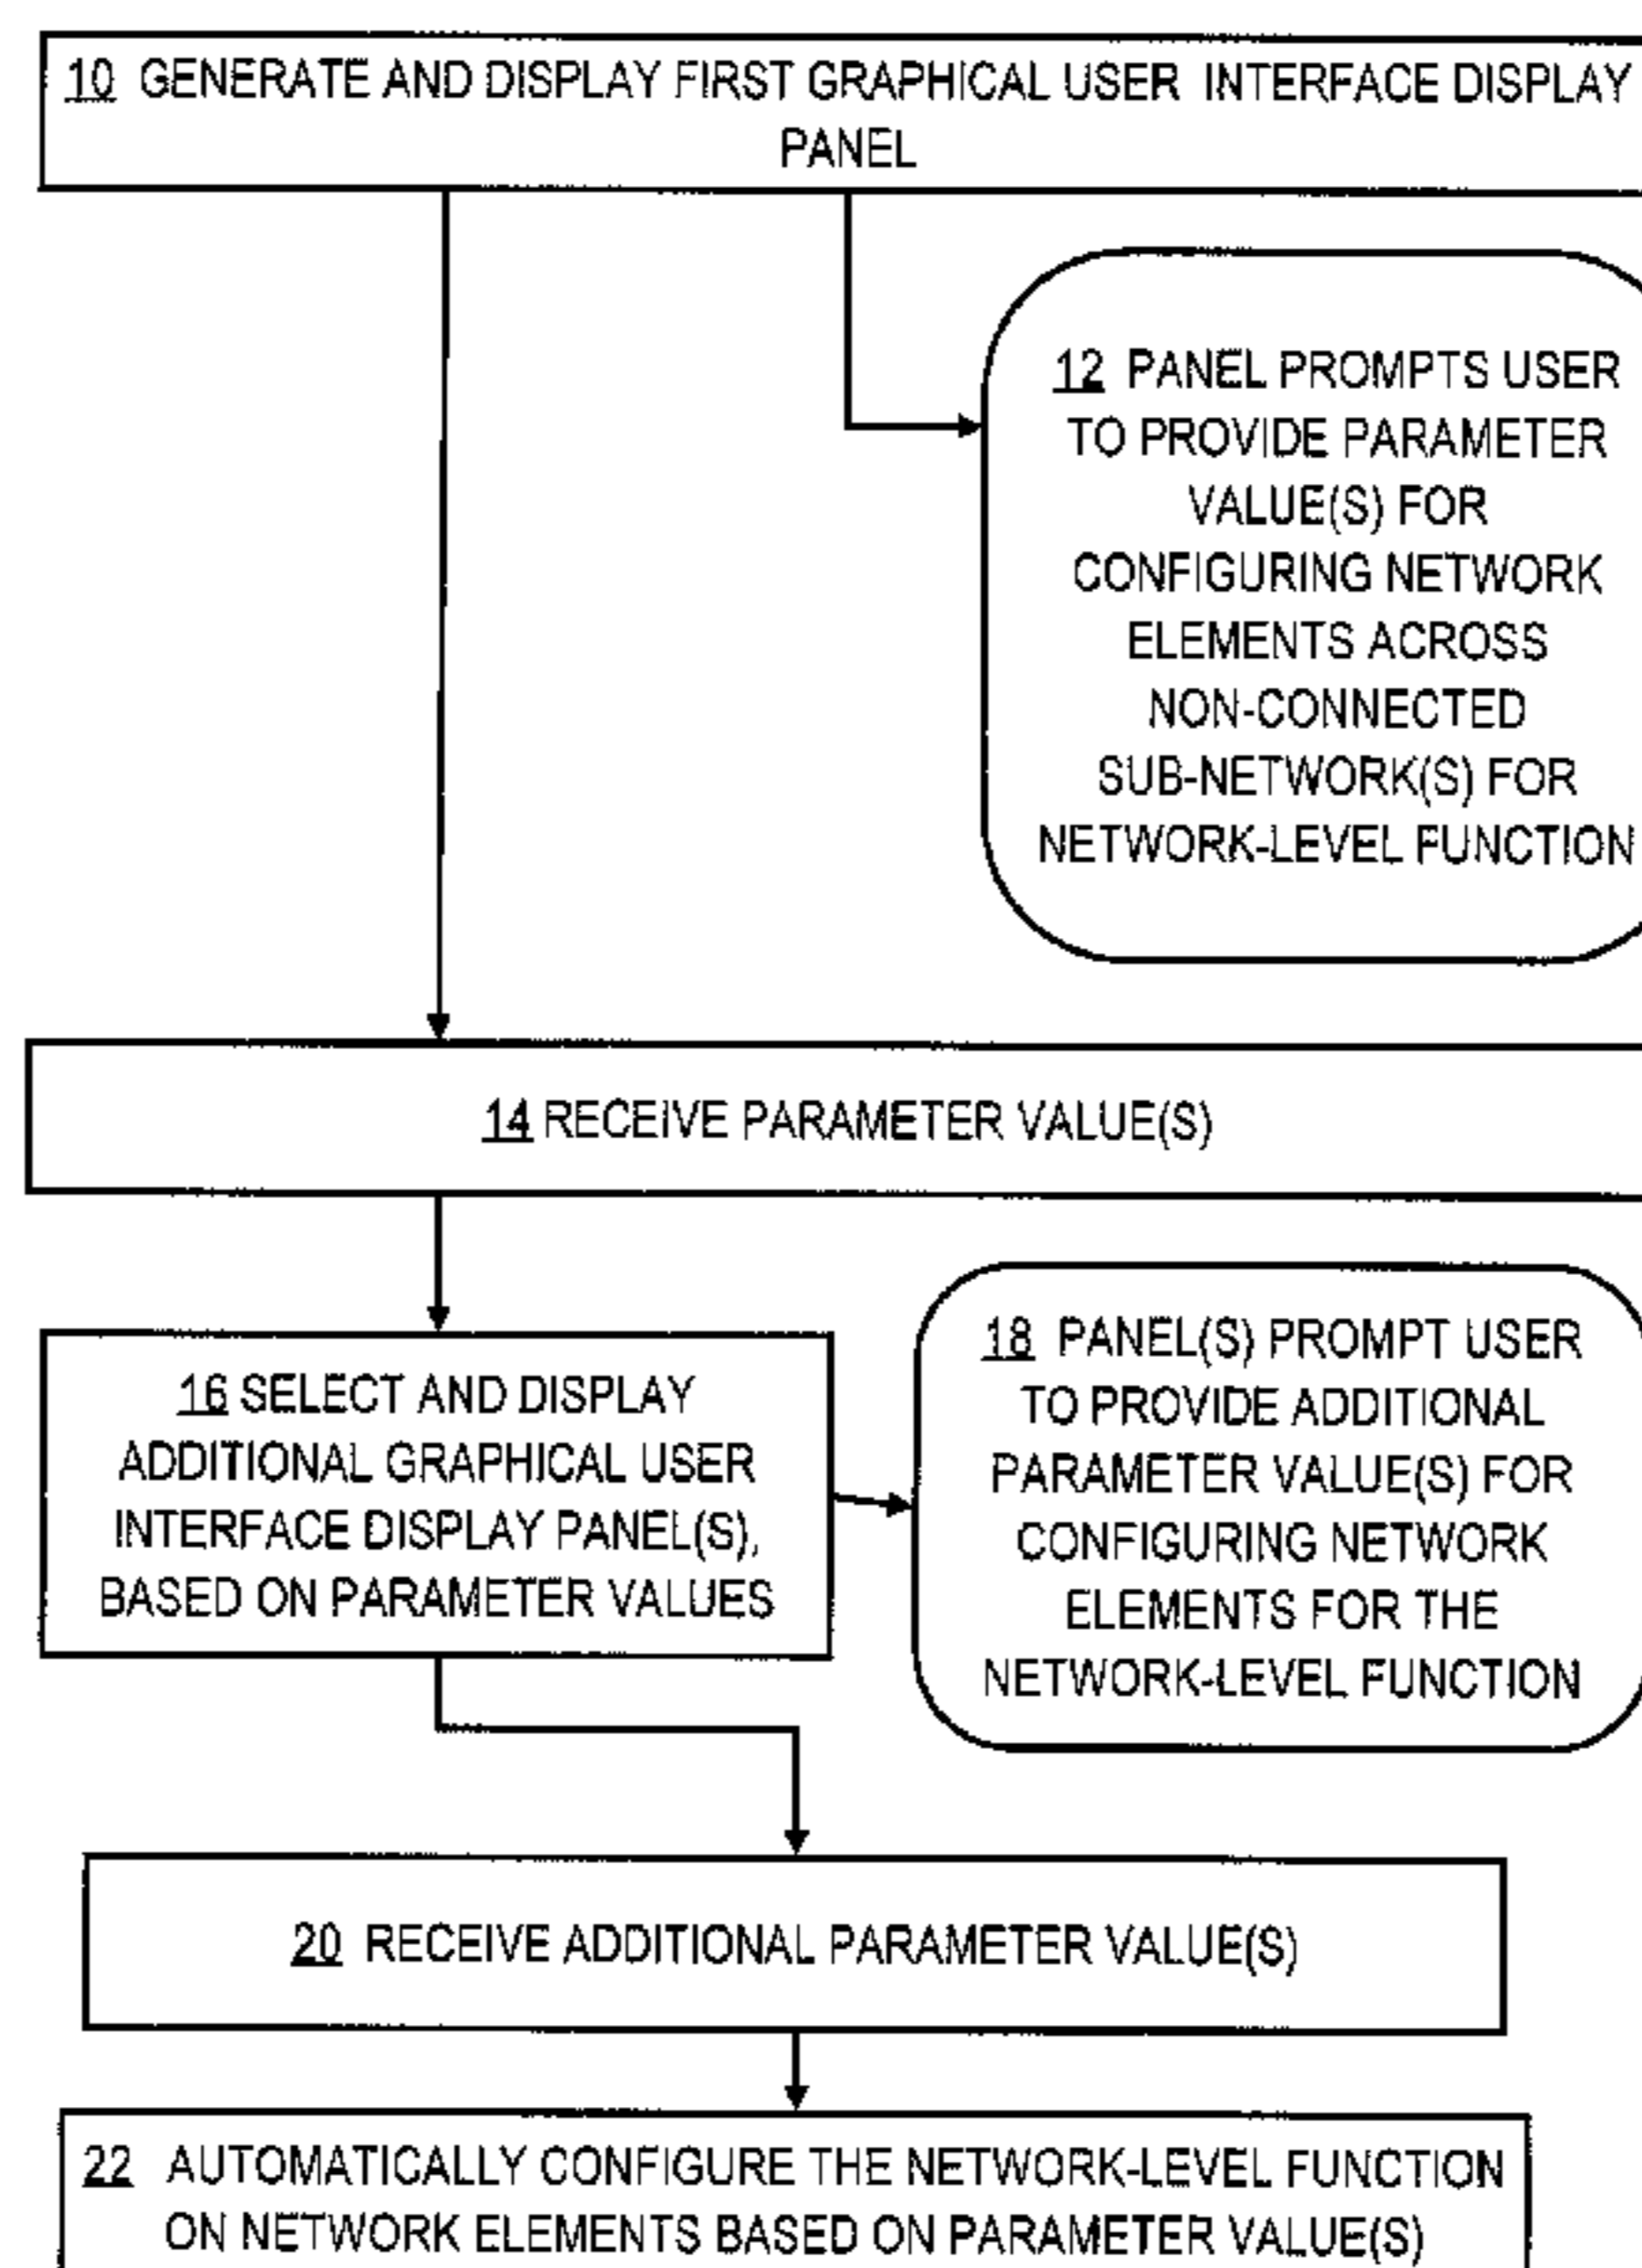 10 GENERATE AND DISPLAY FIRST GRAPHICAL USER INTERFACE DISPLAY
PANEL
12 PANEL PROMPTS USER
TO PROVIDE PARAMETER
VALUE(S) FOR
CONFIGURING NETWORK
ELEMENTS ACROSS
NON-CONNECTED
SUB-NETWORK(S) FOR
NETWORK-LEVEL FUNCTION
14 RECEIVE PARAMETER VALUE(S)
16 SELECT AND DISPLAY
ADDITIONAL GRAPHICAL USER
INTERFACE DISPLAY PANEL(S),
BASED ON PARAMETER VALUES
18 PANEL(S) PROMPT USER
TO PROVIDE ADDITIONAL
PARAMETER VALUE(S) FOR
CONFIGURING NETWORK
ELEMENTS FOR THE
NETWORK-LEVEL FUNCTION
20 RECEIVE ADDITIONAL PARAMETER VALUE(S)
22 AUTOMATICALLY CONFIGURE THE NETWORK-LEVEL FUNCTION
ON NETWORK ELEMENTS BASED ON PARAMETER VALUE(S)